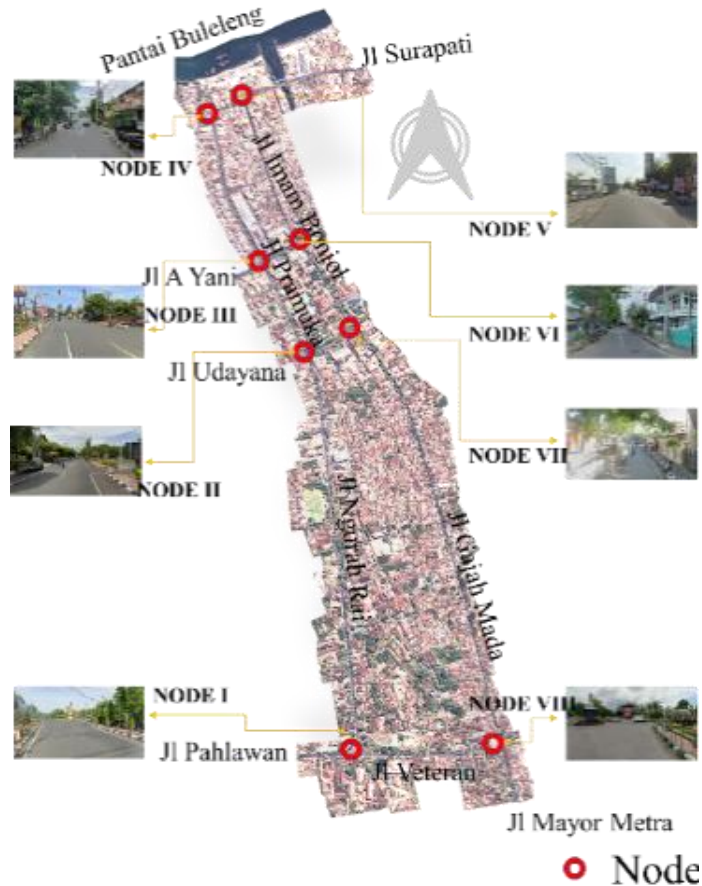 Pantai Buleleng
Jl Surapati
NODE IV
Jl Imam Bonjol
NODE V
Jl A Yani
Jl Pramuka
NODE III
NODE VI
Jl Udayana
NODE VII
NODE II
Jl Ngurah Rai
Jl Gajah Mada
NODE I
NODE VIII
Jl Pahlawan
Jl Veteran
Jl Mayor Metra
Node